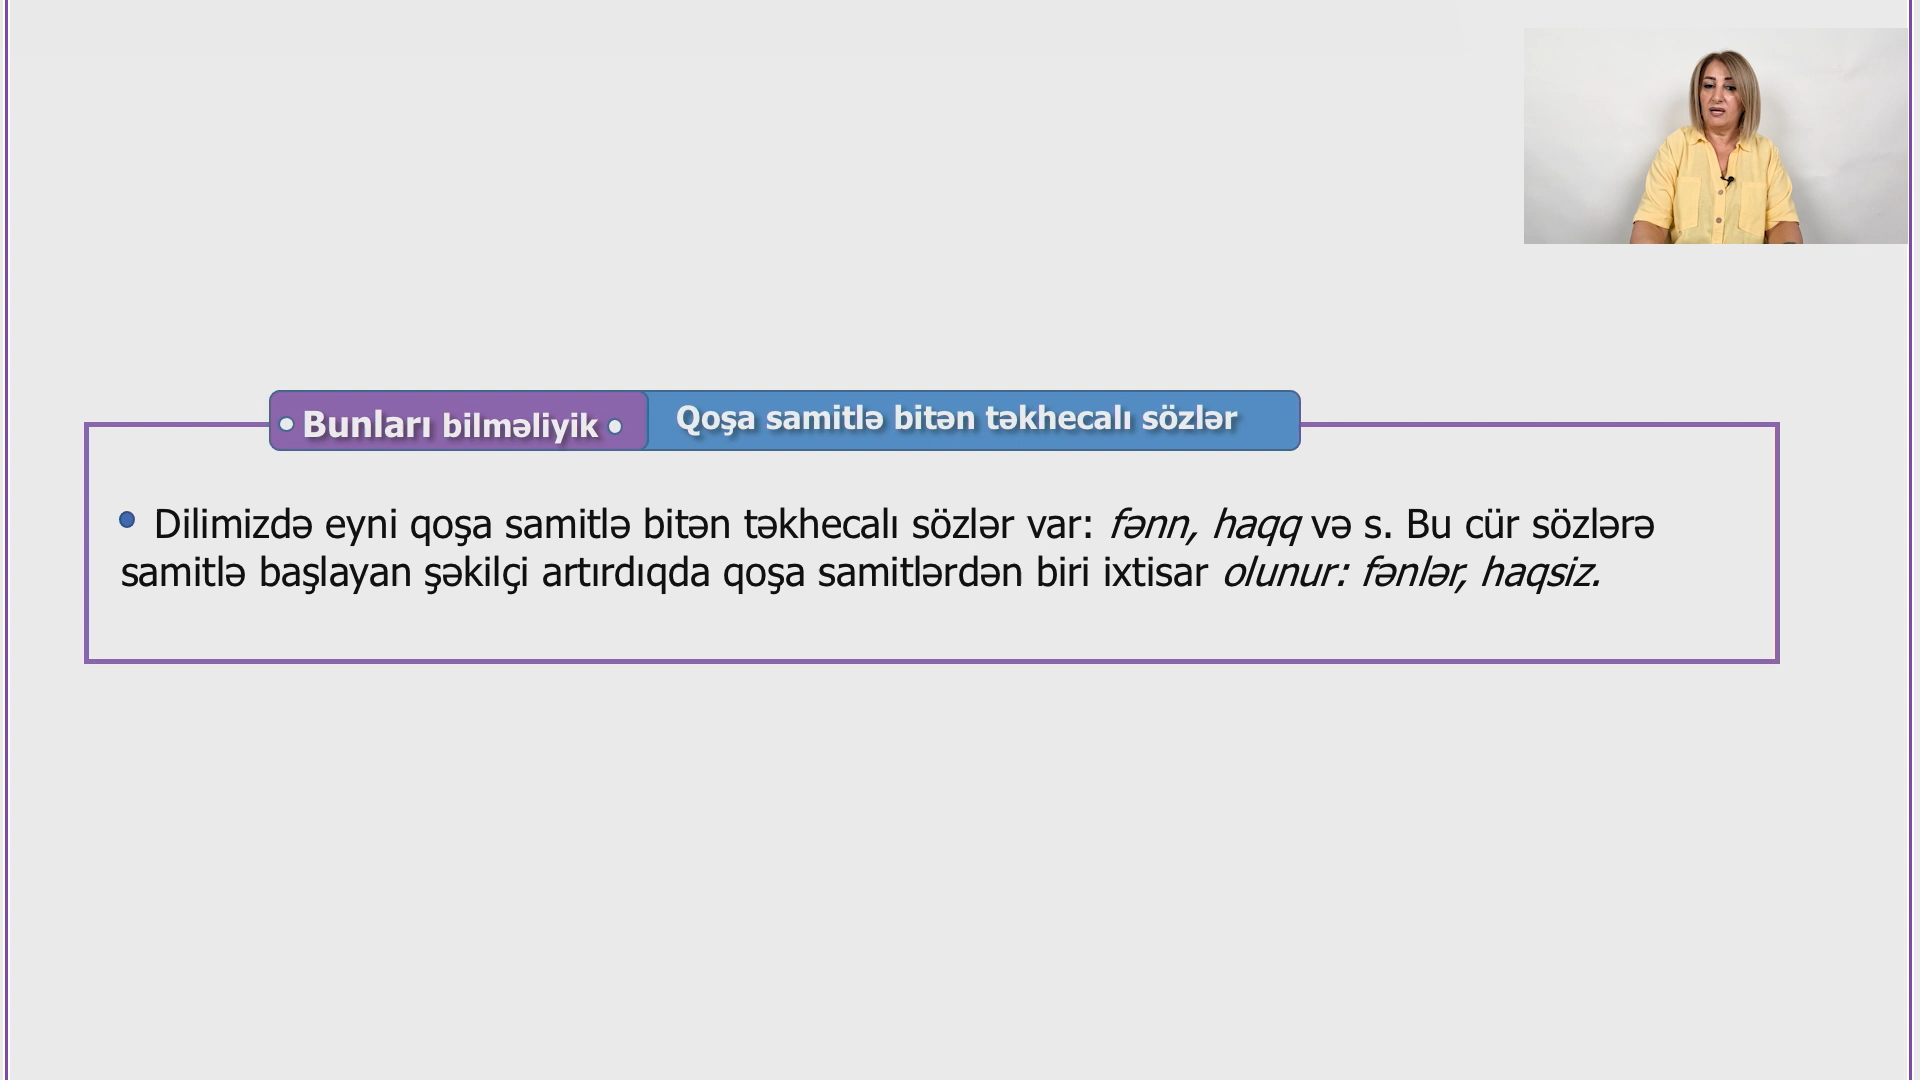 Bunları bilməliyik
Qoşa samitlə bitən təkhecalı sözlər
Dilimizdə eyni qoşa samitlə bitən təkhecalı sözlər var: fənn, haqq və s. Bu cür sözlərə
samitlə başlayan şəkilçi artırdıqda qoşa samitlərdən biri ixtisar olunur: fənlər, haqsiz.